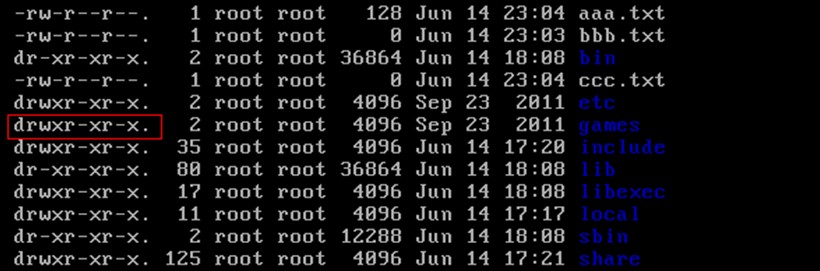 -rw-r--r--. 1 root root 128 Jun 14 23:04 aaa.txt
-rw-r--r--. 1 root root 0 Jun 14 23:03 bbb.txt
dr-xr-xr-x. 2 root root 36864 Jun 14 18:08 bin
-rw-r--r--. 1 root root 0 Jun 14 23:04 ccc.txt
drwxr-xr-x. 2 root root 4096 Sep 23 2011 etc
drwxr-xr-x. 2 root root 4096 Sep 23 2011 games
drwxr-xr-x. 35 root root 4096 Jun 14 17:20 include
dr-xr-xr-x. 80 root root 36864 Jun 14 18:08 lib
drwxr-xr-x. 17 root root 4096 Jun 14 18:08 libexec
drwxr-xr-x. 11 root root 4096 Jun 14 17:17 local
dr-xr-xr-x. 2 root root 12288 Jun 14 18:08 sbin
drwxr-xr-x. 125 root root 4096 Jun 14 17:21 share